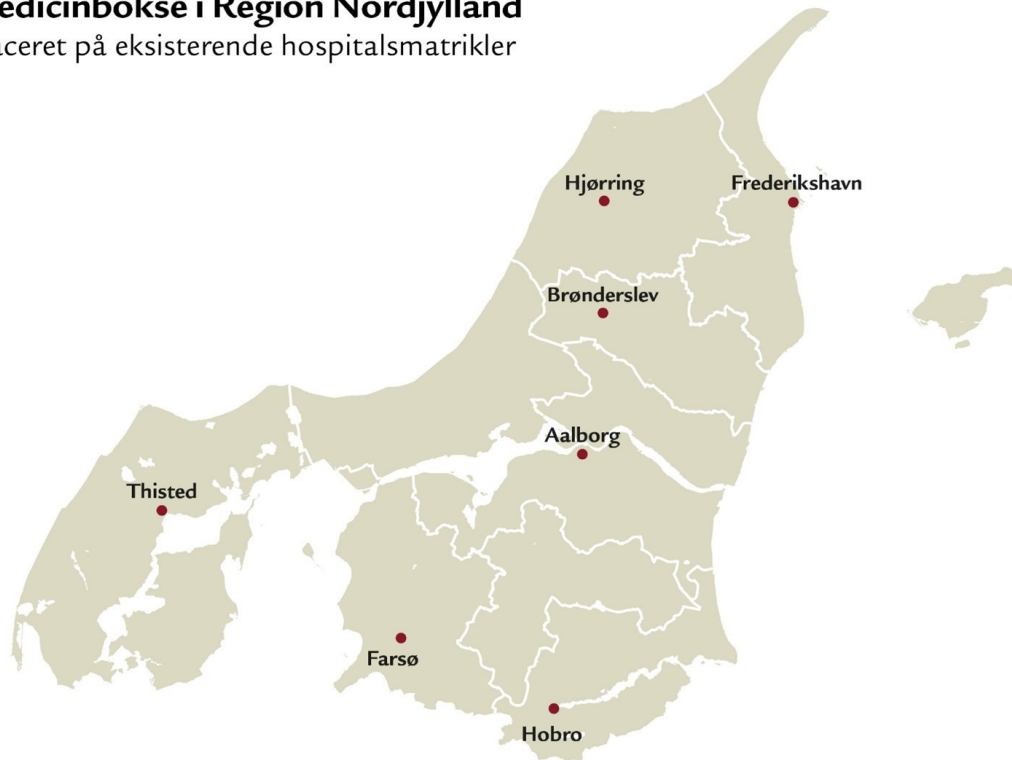 edicinbokse i Region Nordjylland
aceret på eksisterende hospitalsmatrikler
Hjørring
Frederikshavn
Brønderslev
Aalborg
Thisted
Farsø
Hobro